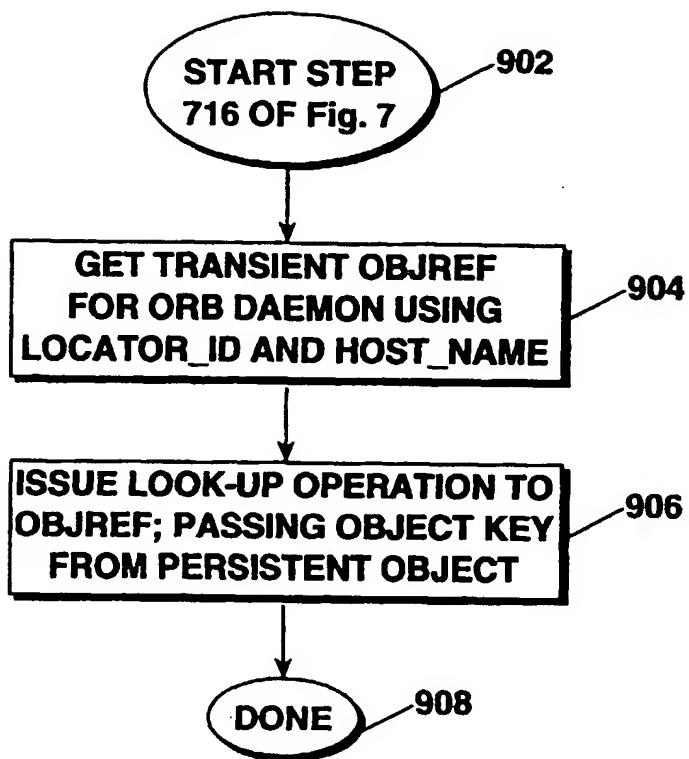 START STEP
716 OF Fig. 7
902
GET TRANSIENT OBJREF
FOR ORB DAEMON USING
LOCATOR_ID AND HOST_NAME
904
ISSUE LOOK-UP OPERATION TO
OBJREF; PASSING OBJECT KEY
FROM PERSISTENT OBJECT
906
DONE
908